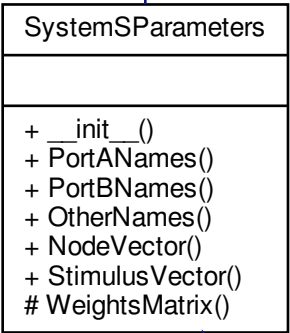 SystemSParameters
+ __init__()
+ PortANames()
+ PortBNames()
+ OtherNames()
+ NodeVector()
+ StimulusVector()
# WeightsMatrix()